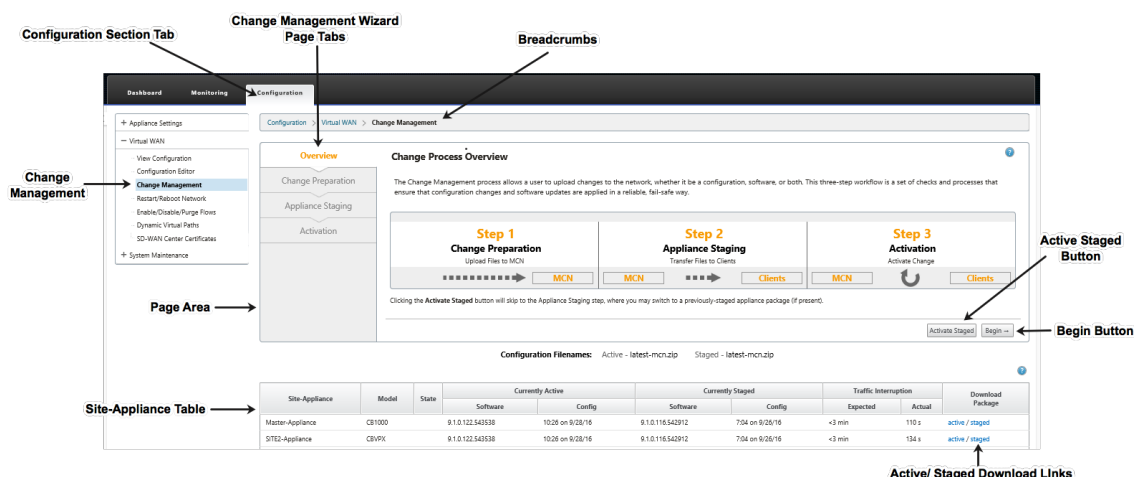 Change Management Wizard
Page Tabs
Configuration Section Tab
Breadcrumbs
Dashboard Monitoring Configuration
+ Appliance Settings
− Virtual WAN
View Configuration
Configuration Editor
Change Management
Restart/Reboot Network
Enable/Disable/Purge Flows
Dynamic Virtual Paths
SD-WAN Center Certificates
+ System Maintenance
Change
Management
Configuration > Virtual WAN > Change Management
Overview
Change Preparation
Appliance Staging
Activation
Change Process Overview
?
The Change Management process allows a user to upload changes to the network, whether it be a configuration, software, or both. This three-step workflow is a set of checks and processes that
ensure that configuration changes and software updates are applied in a reliable, fail-safe way.
Step 1
Change Preparation
Upload Files to MCN
MCN
Step 2
Appliance Staging
Transfer Files to Clients
MCN Clients
Step 3
Activation
Activate Change
MCN Clients
Active Staged
Button
Page Area
Clicking the Activate Staged button will skip to the Appliance Staging step, where you may switch to a previously-staged appliance package (if present).
Activate Staged Begin →
Begin Button
Configuration Filenames: Active - latest-mcn.zip Staged - latest-mcn.zip
?
Site-Appliance Table
Site-Appliance Model State Currently Active Currently Staged Traffic Interruption Download
Package
Software Config Software Config Expected Actual
Master-Appliance CB1000 9.1.0.122.543538 10:26 on 9/28/16 9.1.0.116.542912 7:04 on 9/26/16 <3 min 110 s active / staged
SITE2-Appliance CBVPX 9.1.0.122.543538 10:26 on 9/28/16 9.1.0.116.542912 7:04 on 9/26/16 <3 min 134 s active / staged
Active/ Staged Download LInks